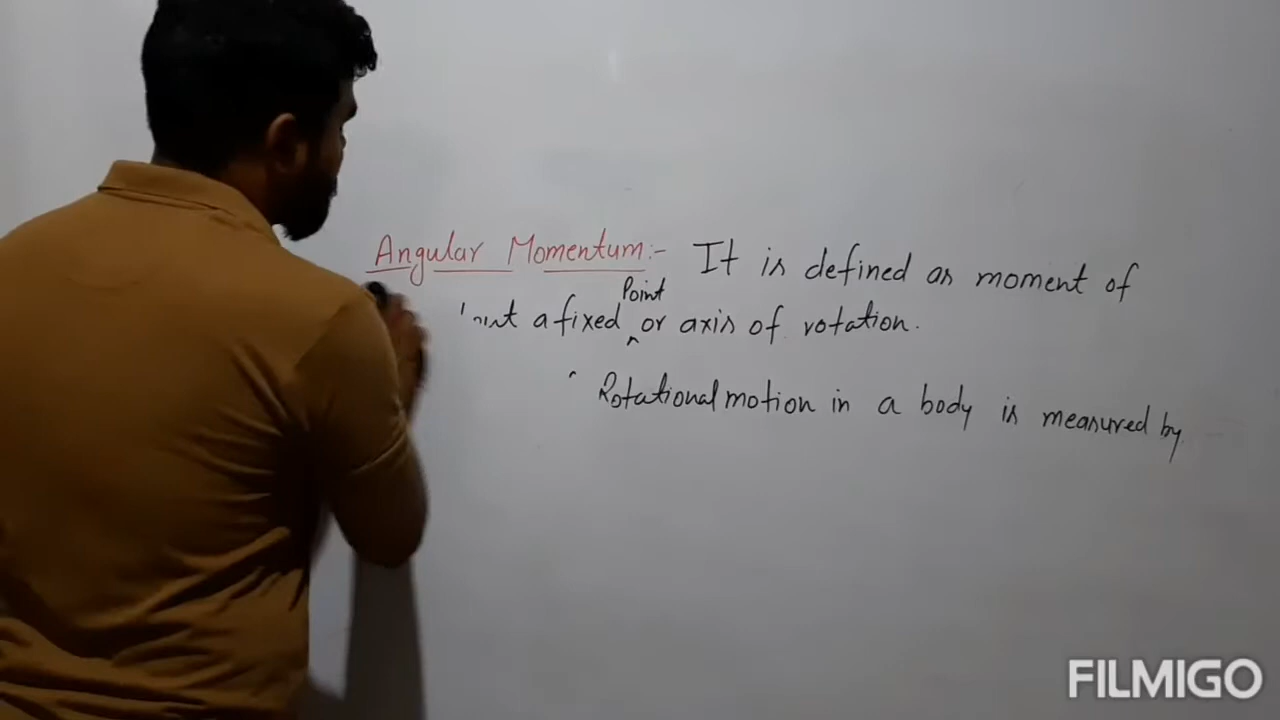 Angular Momentum:- It is defined as moment of
Point
a fixed or axis of rotation.
Rotational motion in a body is measured by
FILMIGO